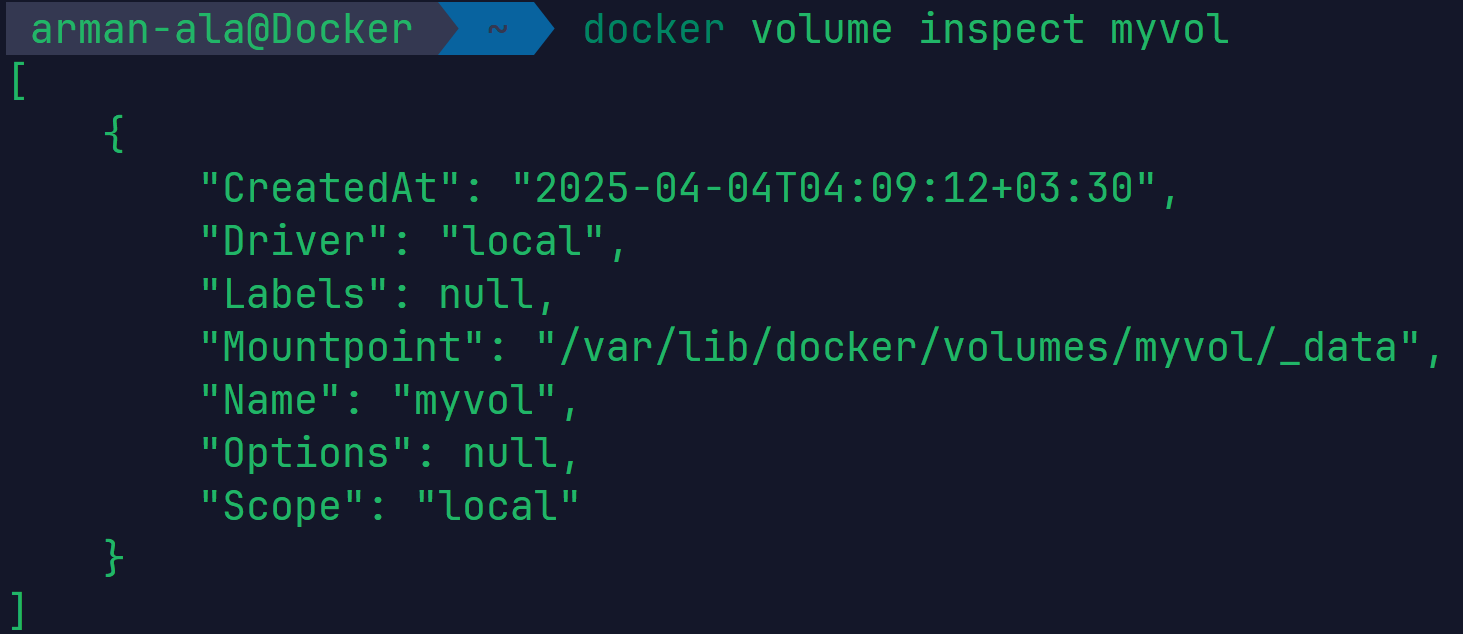 arman-ala@Docker ~ docker volume inspect myvol
[
    {
        "CreatedAt": "2025-04-04T04:09:12+03:30",
        "Driver": "local",
        "Labels": null,
        "Mountpoint": "/var/lib/docker/volumes/myvol/_data",
        "Name": "myvol",
        "Options": null,
        "Scope": "local"
    }
]